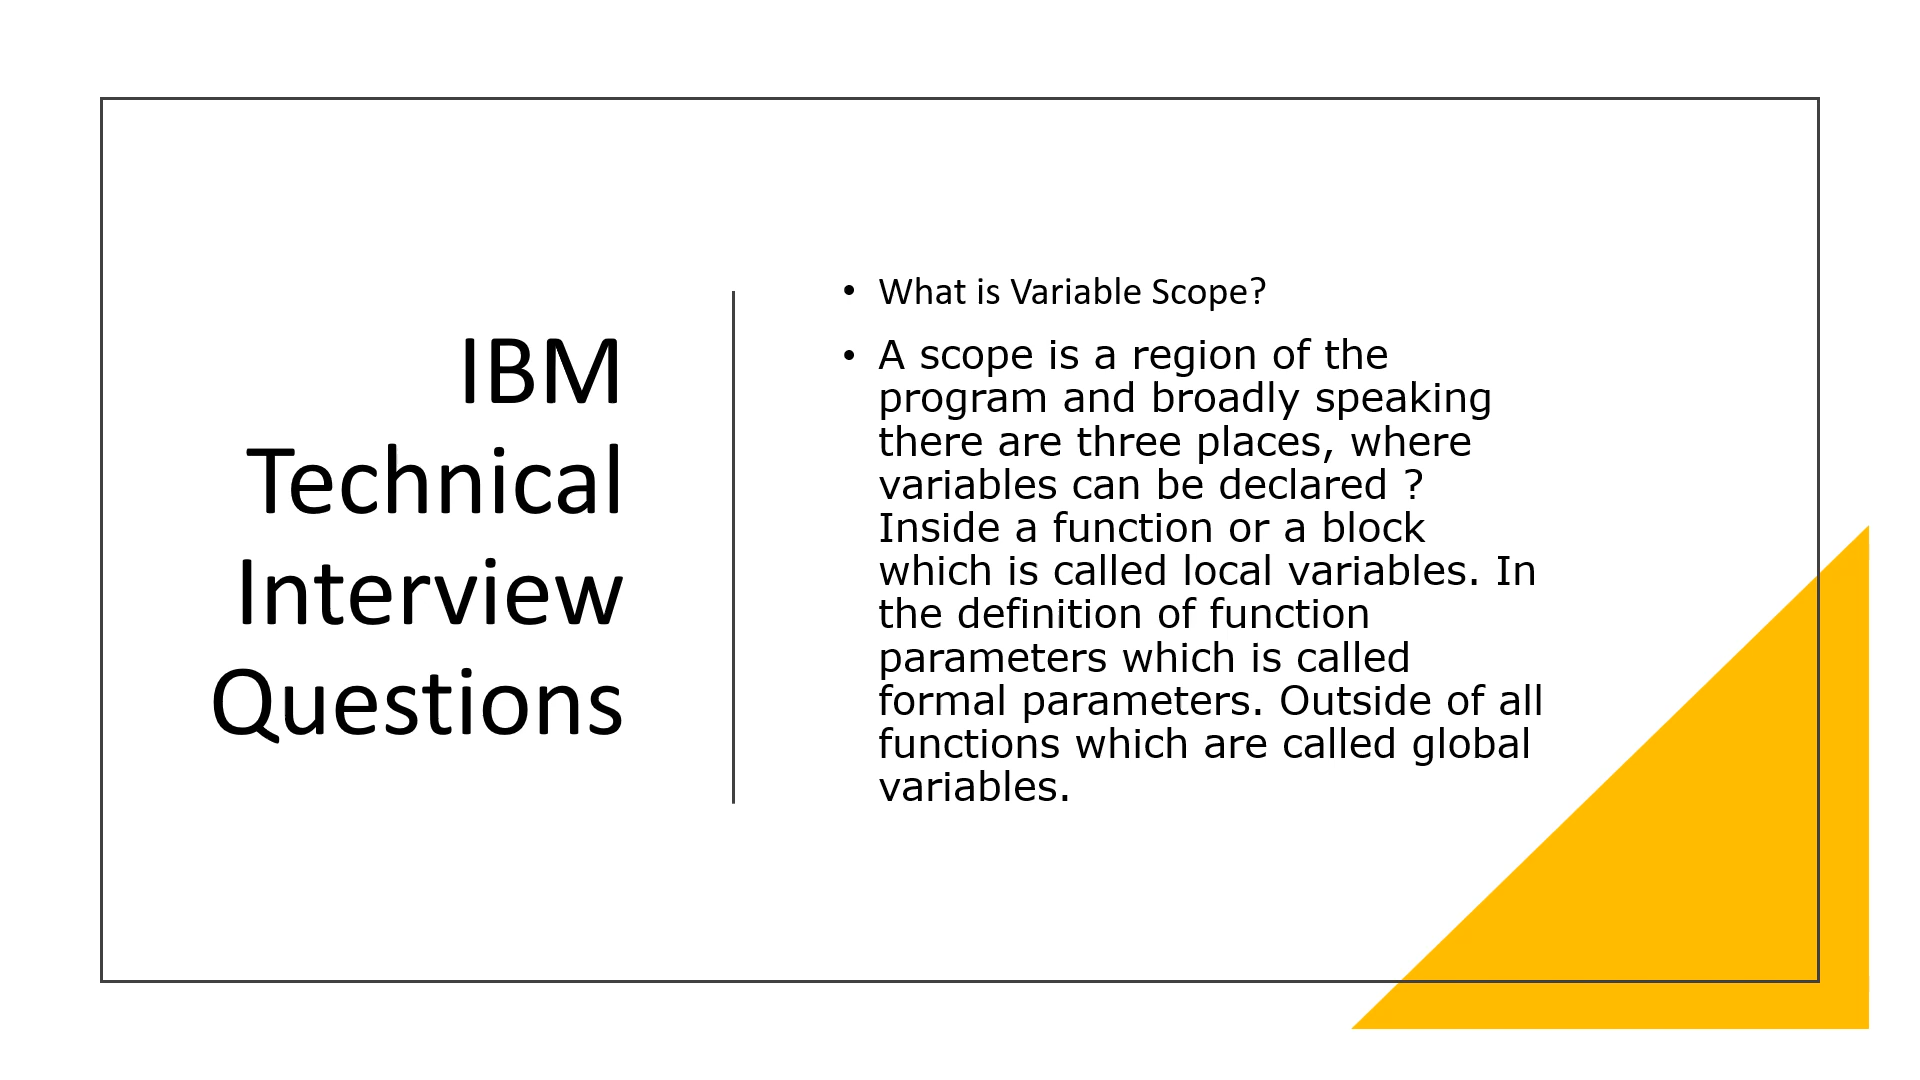 IBM
Technical
Interview
Questions
• What is Variable Scope?
• A scope is a region of the
program and broadly speaking
there are three places, where
variables can be declared ?
Inside a function or a block
which is called local variables. In
the definition of function
parameters which is called
formal parameters. Outside of all
functions which are called global
variables.